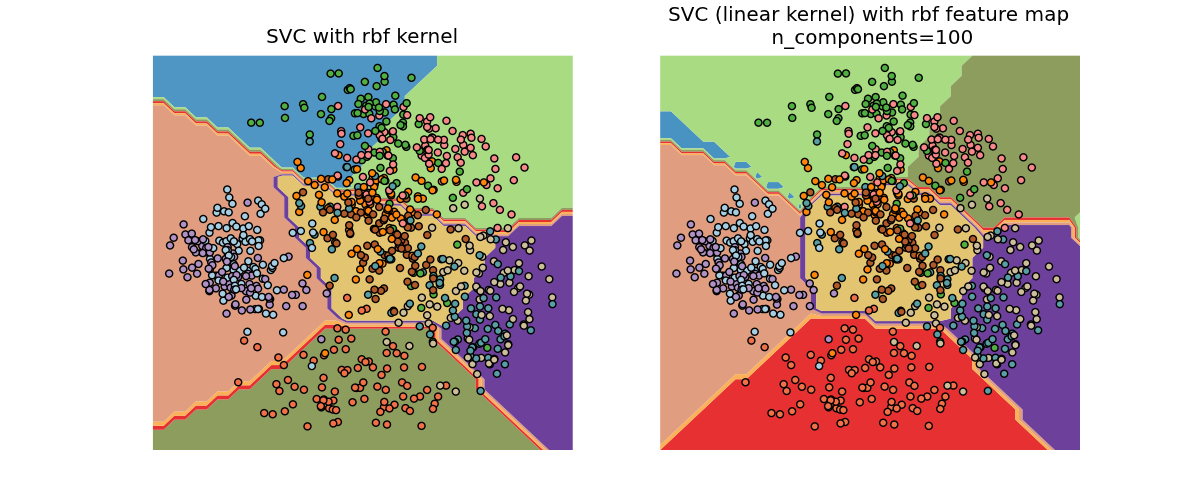 SVC with rbf kernel
SVC (linear kernel) with rbf feature map
n_components=100